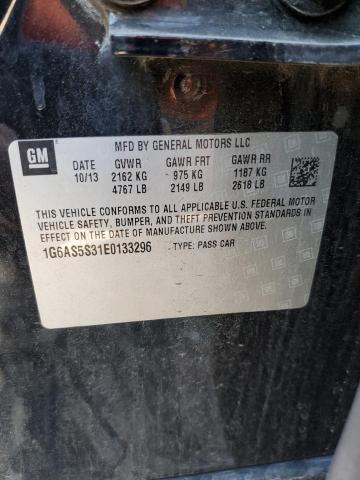 GM
MFD BY GENERAL MOTORS LLC
DATE GVWR GAWR FRT GAWR RR
10/13 2162 KG 975 KG 1187 KG
4767 LB 2149 LB 2618 LB
THIS VEHICLE CONFORMS TO ALL APPLICABLE U.S. FEDERAL MOTOR
VEHICLE SAFETY, BUMPER, AND THEFT PREVENTION STANDARDS IN
EFFECT ON THE DATE OF MANUFACTURE SHOWN ABOVE.
1G6AS5S31E0133296 TYPE: PASS CAR